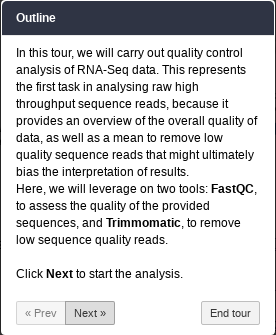 Outline
In this tour, we will carry out quality control
analysis of RNA-Seq data. This represents
the first task in analysing raw high
throughput sequence reads, because it
provides an overview of the overall quality of
data, as well as a mean to remove low
quality sequence reads that might ultimately
bias the interpretation of results.
Here, we will leverage on two tools: FastQC,
to assess the quality of the provided
sequences, and Trimmomatic, to remove
low sequence quality reads.
Click Next to start the analysis.
« Prev Next » End tour